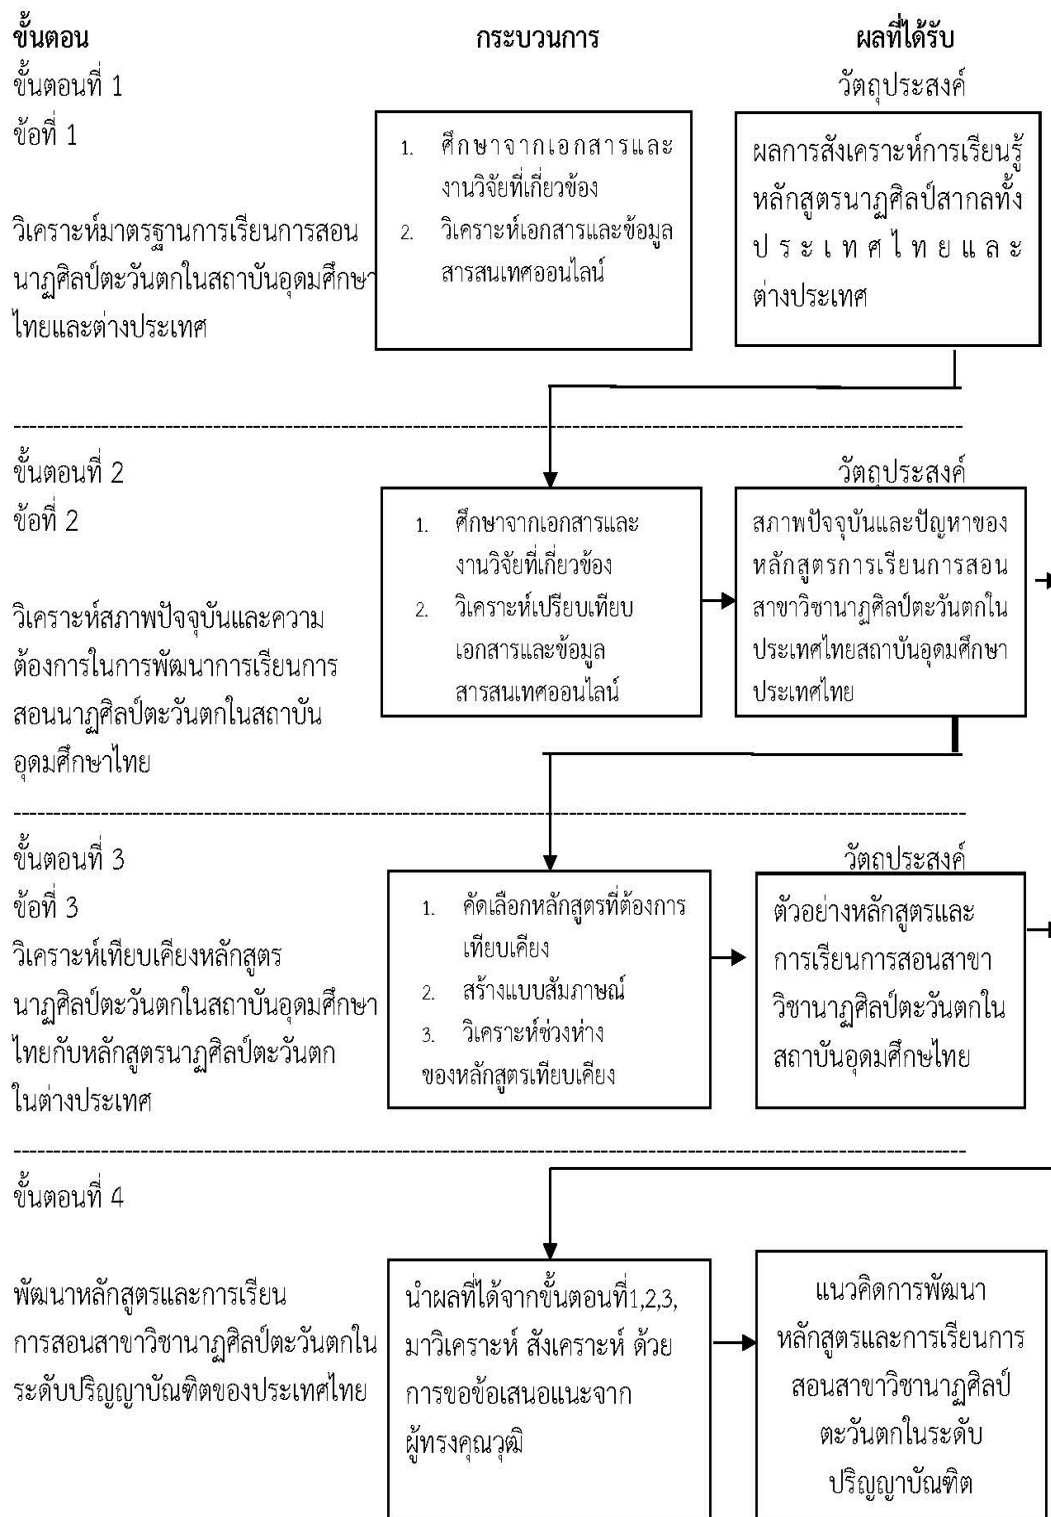 ขั้นตอน กระบวนการ ผลที่ได้รับ
ขั้นตอนที่ 1 วัตถุประสงค์
ข้อที่ 1
วิเคราะห์มาตรฐานการเรียนการสอน
นาฏศิลป์ตะวันตกในสถาบันอุดมศึกษา
ไทยและต่างประเทศ
1. ศึกษาจากเอกสารและ
งานวิจัยที่เกี่ยวข้อง
2. วิเคราะห์เอกสารและข้อมูล
สารสนเทศออนไลน์
ผลการสังเคราะห์การเรียนรู้
หลักสูตรนาฏศิลป์สากลทั้ง
ประเทศไทยและ
ต่างประเทศ
ขั้นตอนที่ 2 วัตถุประสงค์
ข้อที่ 2
วิเคราะห์สภาพปัจจุบันและความ
ต้องการในการพัฒนาการเรียนการ
สอนนาฏศิลป์ตะวันตกในสถาบัน
อุดมศึกษาไทย
1. ศึกษาจากเอกสารและ
งานวิจัยที่เกี่ยวข้อง
2. วิเคราะห์เปรียบเทียบ
เอกสารและข้อมูล
สารสนเทศออนไลน์
สภาพปัจจุบันและปัญหาของ
หลักสูตรการเรียนการสอน
สาขาวิชานาฏศิลป์ตะวันตกใน
ประเทศไทยสถาบันอุดมศึกษา
ประเทศไทย
ขั้นตอนที่ 3 วัตถุประสงค์
ข้อที่ 3
วิเคราะห์เทียบเคียงหลักสูตร
นาฏศิลป์ตะวันตกในสถาบันอุดมศึกษา
ไทยกับหลักสูตรนาฏศิลป์ตะวันตก
ในต่างประเทศ
1. คัดเลือกหลักสูตรที่ต้องการ
เทียบเคียง
2. สร้างแบบสัมภาษณ์
3. วิเคราะห์ช่วงห่าง
ของหลักสูตรเทียบเคียง
ตัวอย่างหลักสูตรและ
การเรียนการสอนสาขา
วิชานาฏศิลป์ตะวันตกใน
สถาบันอุดมศึกษไทย
ขั้นตอนที่ 4
พัฒนาหลักสูตรและการเรียน
การสอนสาขาวิชานาฏศิลป์ตะวันตกใน
ระดับปริญญาบัณฑิตของประเทศไทย
นำผลที่ได้จากขั้นตอนที่1,2,3,
มาวิเคราะห์ สังเคราะห์ ด้วย
การขอข้อเสนอแนะจาก
ผู้ทรงคุณวุฒิ
แนวคิดการพัฒนา
หลักสูตรและการเรียนการ
สอนสาขาวิชานาฏศิลป์
ตะวันตกในระดับ
ปริญญาบัณฑิต